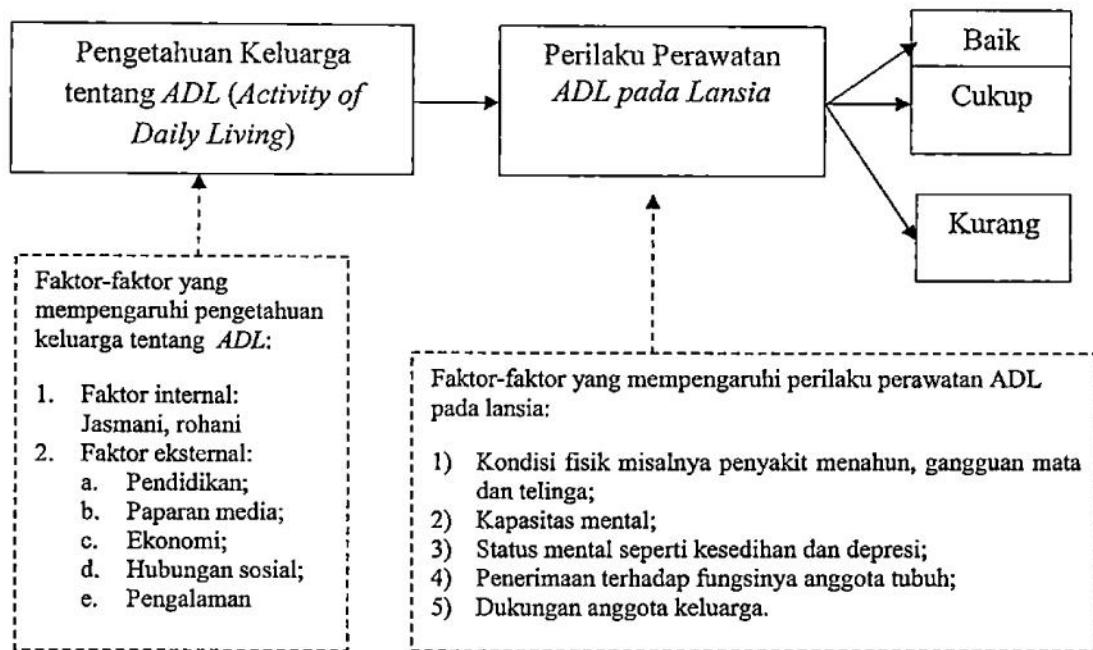 Pengetahuan Keluarga
tentang ADL (Activity of
Daily Living)
Perilaku Perawatan
ADL pada Lansia
Baik
Cukup
Kurang
Faktor-faktor yang
mempengaruhi pengetahuan
keluarga tentang ADL:
1. Faktor internal:
Jasmani, rohani
2. Faktor eksternal:
a. Pendidikan;
b. Paparan media;
c. Ekonomi;
d. Hubungan sosial;
e. Pengalaman
Faktor-faktor yang mempengaruhi perilaku perawatan ADL
pada lansia:
1) Kondisi fisik misalnya penyakit menahun, gangguan mata
dan telinga;
2) Kapasitas mental;
3) Status mental seperti kesedihan dan depresi;
4) Penerimaan terhadap fungsinya anggota tubuh;
5) Dukungan anggota keluarga.